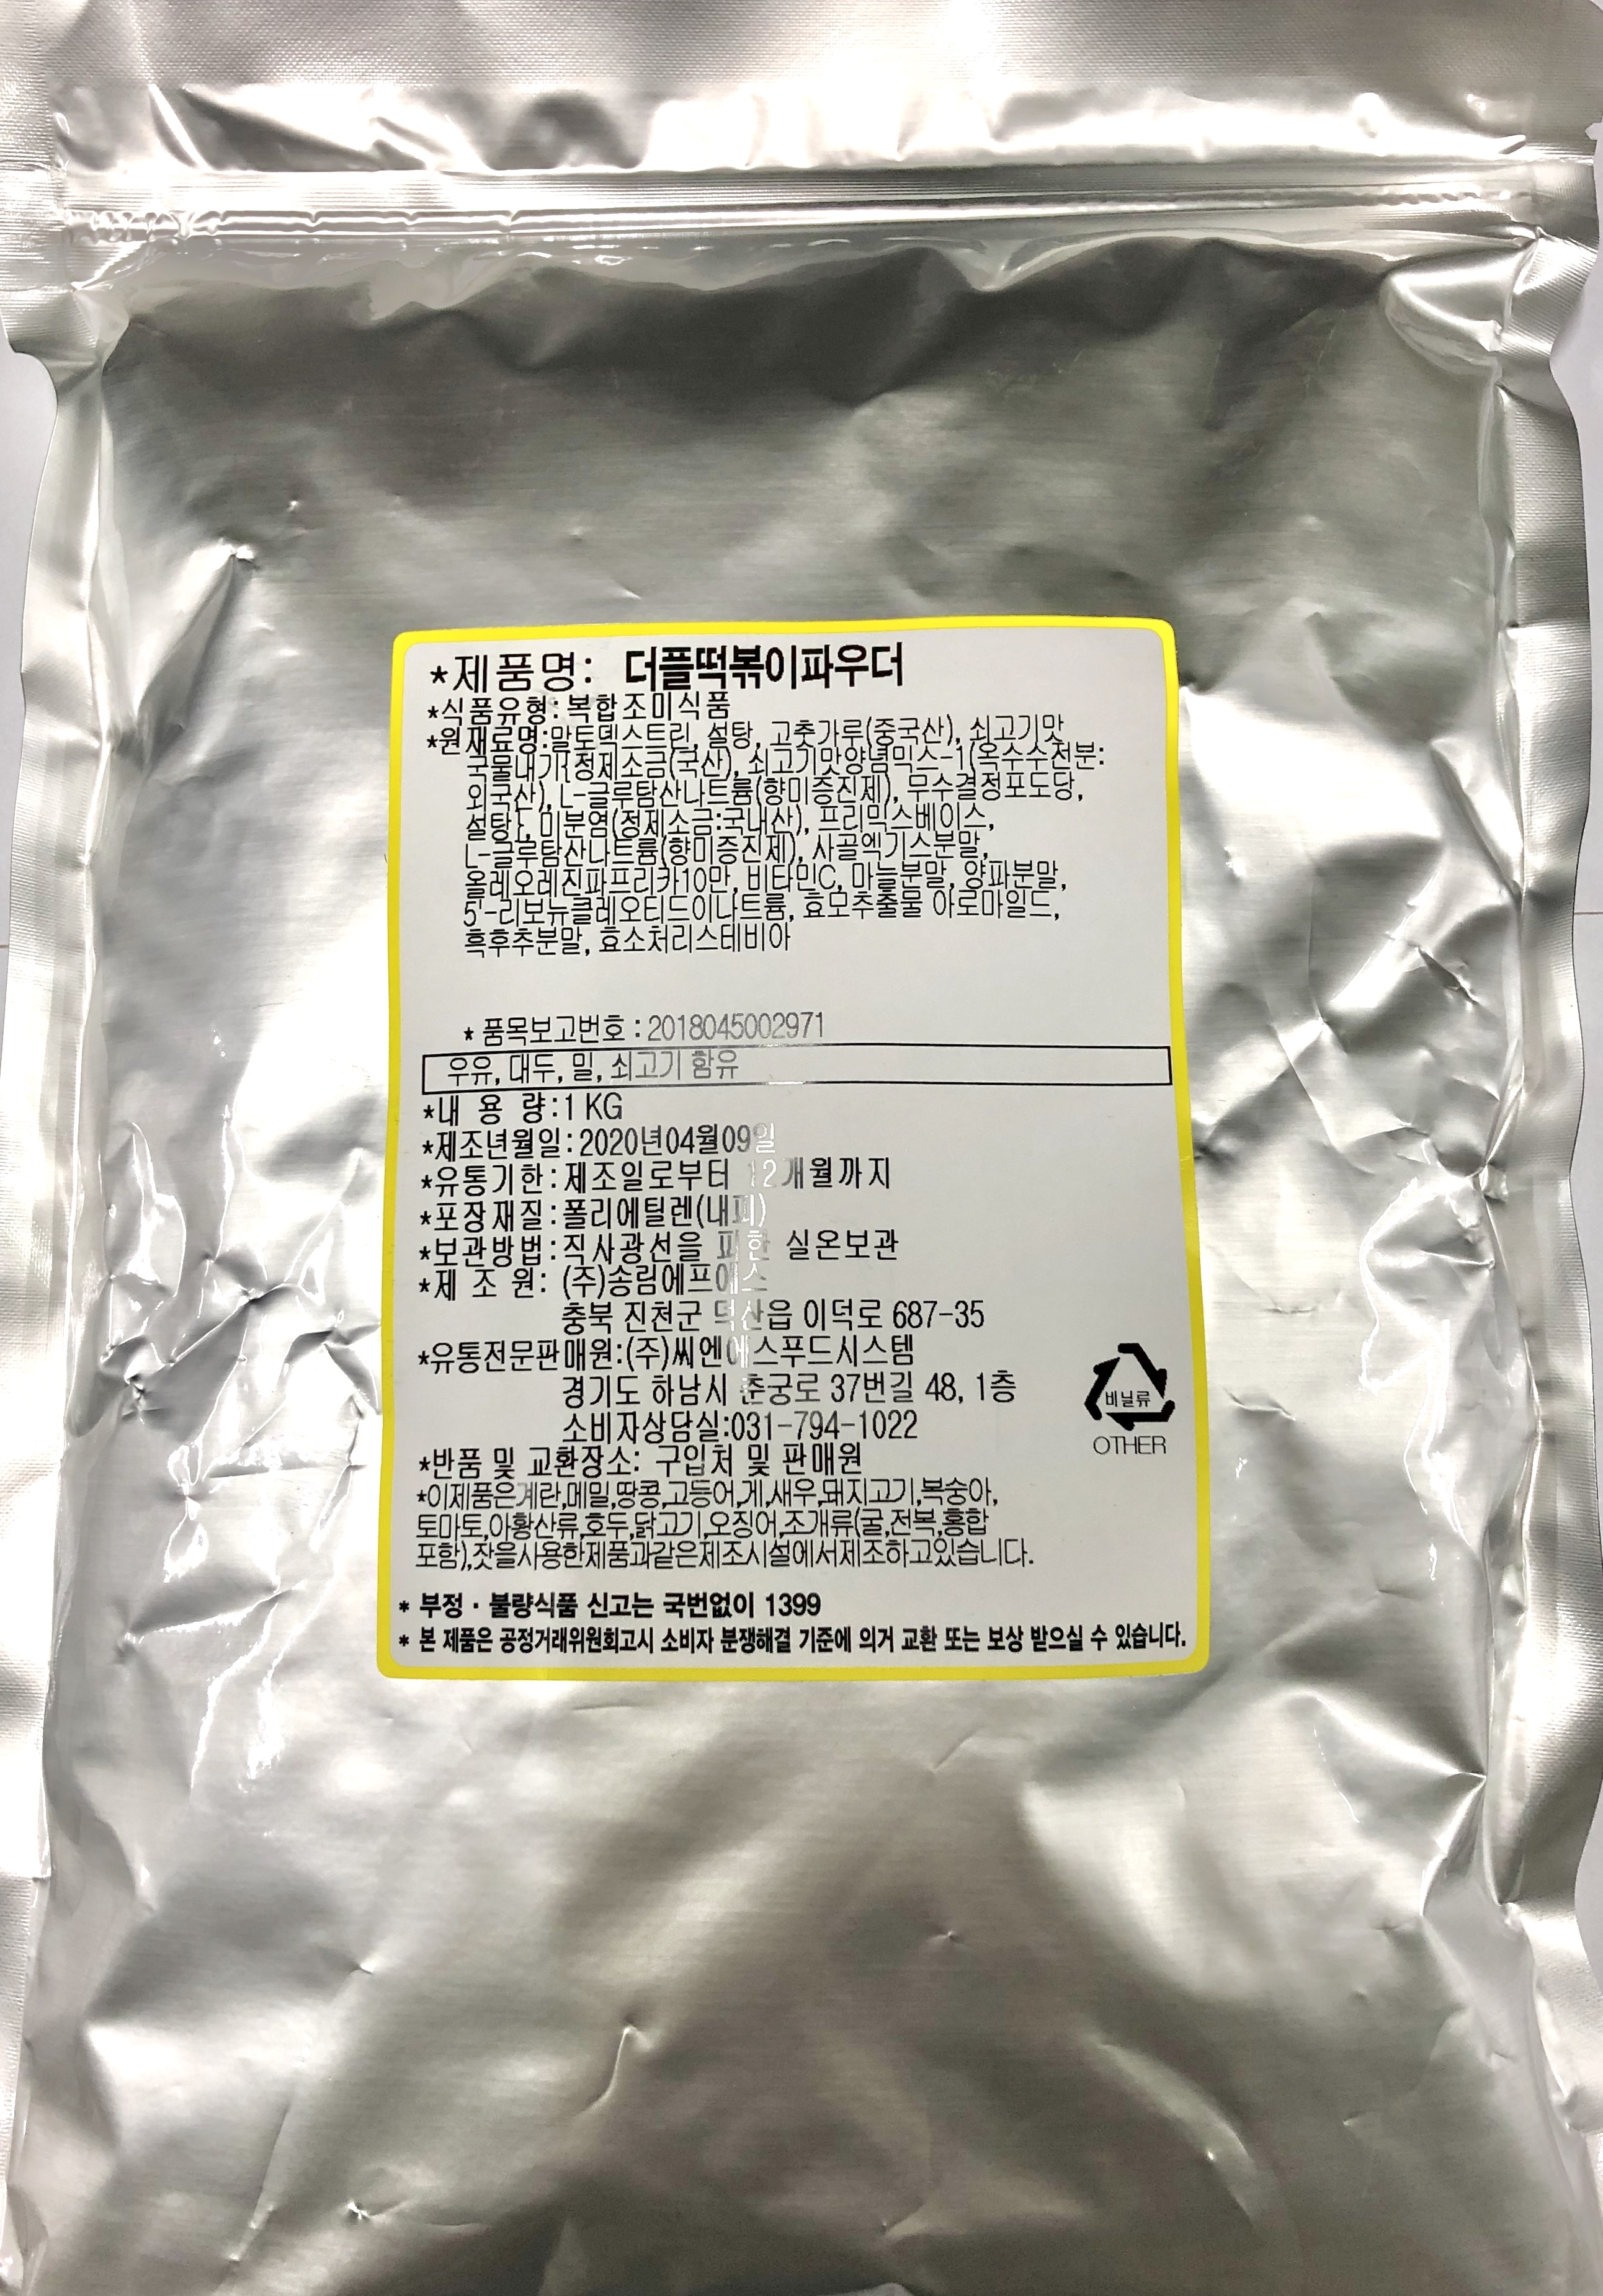 *제품명: 더플떡볶이파우더
*식품유형:복합조미식품
*원재료명:말토덱스트린, 설탕, 고추가루(중국산), 쇠고기맛
국물내기{정제소금(국산), 쇠고기맛양념믹스-1(옥수수전분:
외국산), L-글루탐산나트륨(향미증진제), 무수결정포도당,
설탕}, 미분염(정제소금:국내산), 프리믹스베이스,
L-글루탐산나트륨(향미증진제), 사골엑기스분말,
올레오레진파프리카10만, 비타민C, 마늘분말, 양파분말,
5'-리보뉴클레오티드이나트륨, 효모추출물 아로마일드,
흑후추분말, 효소처리스테비아
* 품목보고번호 : 2018045002971
우유, 대두, 밀, 쇠고기 함유
*내 용 량:1 KG
*제조년월일:2020년04월09일
*유통기한:제조일로부터 12개월까지
*포장재질:폴리에틸렌(내피)
*보관방법:직사광선을 피한 실온보관
*제 조 원: (주)송림에프에스
충북 진천군 덕산읍 이덕로 687-35
*유통전문판매원:(주)씨엔에스푸드시스템
경기도 하남시 춘궁로 37번길 48, 1층
소비자상담실:031-794-1022
비닐류
OTHER
*반품 및 교환장소: 구입처 및 판매원
*이제품은계란,메밀,땅콩,고등어,게,새우,돼지고기,복숭아,
토마토,아황산류,호두,닭고기,오징어,조개류(굴,전복,홍합
포함),잣을사용한제품과같은제조시설에서제조하고있습니다.
* 부정 · 불량식품 신고는 국번없이 1399
* 본 제품은 공정거래위원회고시 소비자 분쟁해결 기준에 의거 교환 또는 보상 받으실 수 있습니다.